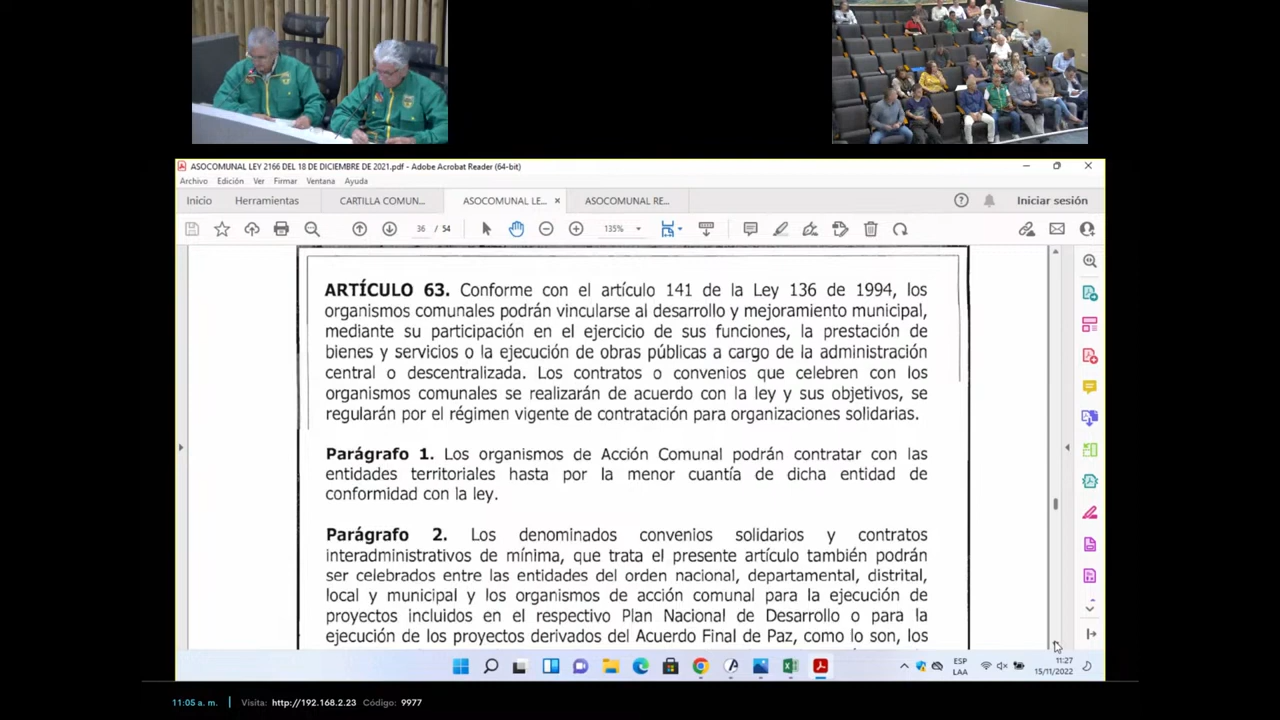 ASOCOMUNAL LEY 2166 DEL 18 DE DICIEMBRE DE 2021.pdf - Adobe Acrobat Reader (64-bit)
Archivo Edición Ver Firmar Ventana Ayuda
Inicio Herramientas CARTILLA COMUN... ASOCOMUNAL LE... × ASOCOMUNAL RE... Iniciar sesión
36 / 54 135%
ARTÍCULO 63. Conforme con el artículo 141 de la Ley 136 de 1994, los
organismos comunales podrán vincularse al desarrollo y mejoramiento municipal,
mediante su participación en el ejercicio de sus funciones, la prestación de
bienes y servicios o la ejecución de obras públicas a cargo de la administración
central o descentralizada. Los contratos o convenios que celebren con los
organismos comunales se realizarán de acuerdo con la ley y sus objetivos, se
regularán por el régimen vigente de contratación para organizaciones solidarias.
Parágrafo 1. Los organismos de Acción Comunal podrán contratar con las
entidades territoriales hasta por la menor cuantía de dicha entidad de
conformidad con la ley.
Parágrafo 2. Los denominados convenios solidarios y contratos
interadministrativos de mínima, que trata el presente artículo también podrán
ser celebrados entre las entidades del orden nacional, departamental, distrital,
local y municipal y los organismos de acción comunal para la ejecución de
proyectos incluidos en el respectivo Plan Nacional de Desarrollo o para la
ejecución de los proyectos derivados del Acuerdo Final de Paz, como lo son, los
ESP
LAA
11:27
15/11/2022
11:05 a. m. | Visita: http://192.168.2.23 Código: 9977